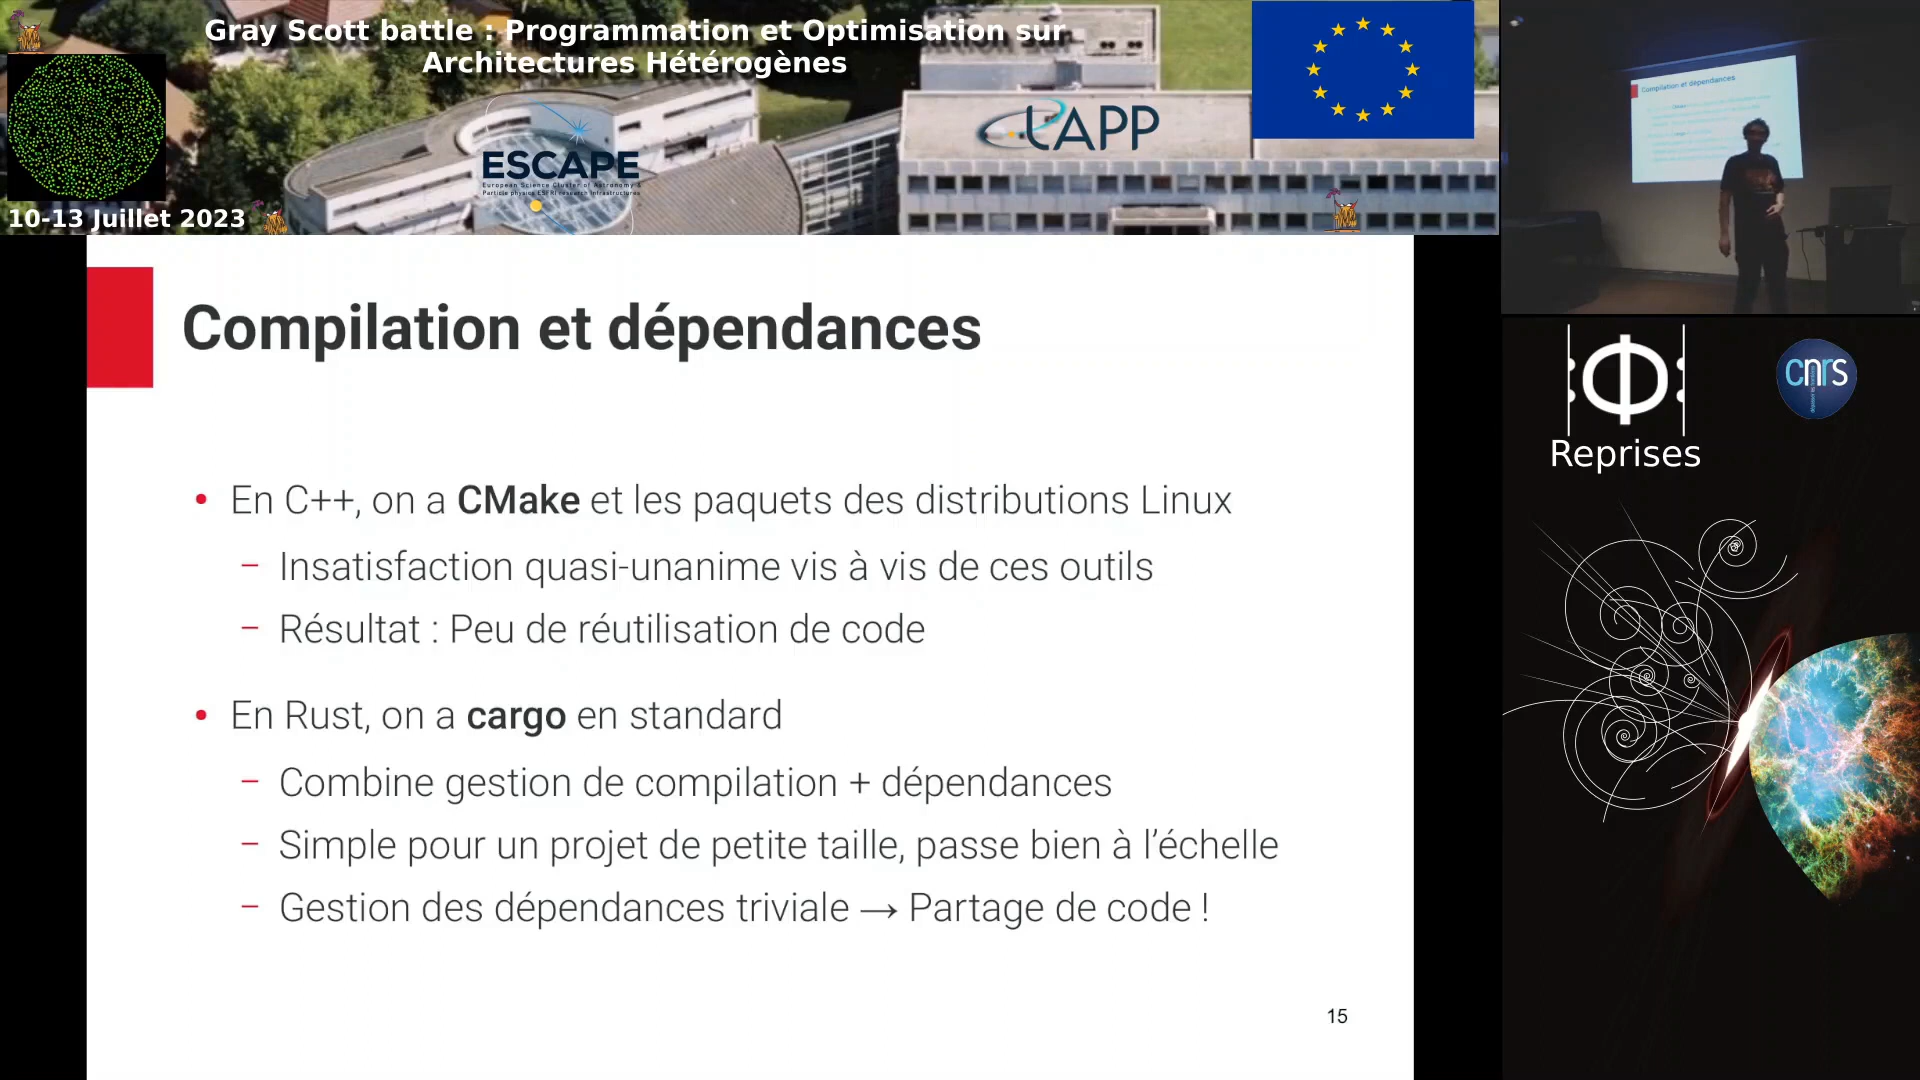 Gray Scott battle : Programmation et Optimisation sur
Architectures Hétérogènes
ESCAPE
European Science Cluster of Astronomy &
Particle physics ESFRI research Infrastructures
LAPP
10-13 Juillet 2023
Compilation et dépendances
• En C++, on a CMake et les paquets des distributions Linux
– Insatisfaction quasi-unanime vis à vis de ces outils
– Résultat : Peu de réutilisation de code
• En Rust, on a cargo en standard
– Combine gestion de compilation + dépendances
– Simple pour un projet de petite taille, passe bien à l’échelle
– Gestion des dépendances triviale → Partage de code !
15
Compilation et dépendances
Reprises
cnrs